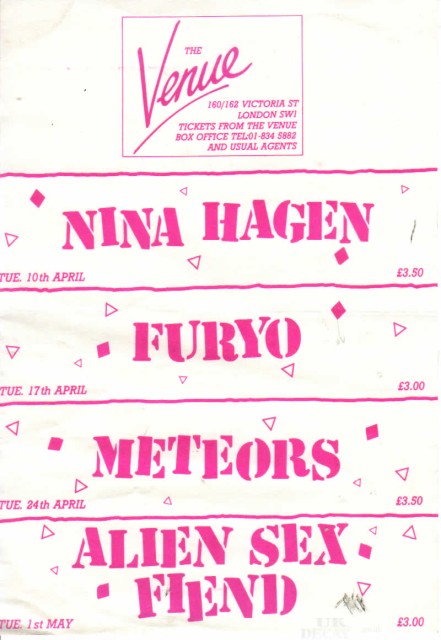 THE
Venue
160/162 VICTORIA ST
LONDON SW1
TICKETS FROM THE VENUE
BOX OFFICE TEL:01-834 5882
AND USUAL AGENTS
NINA HAGEN
TUE. 10th APRIL £3.50
FURYO
TUE. 17th APRIL £3.00
METEORS
TUE. 24th APRIL £3.50
ALIEN SEX
FIEND
TUE. 1st MAY £3.00